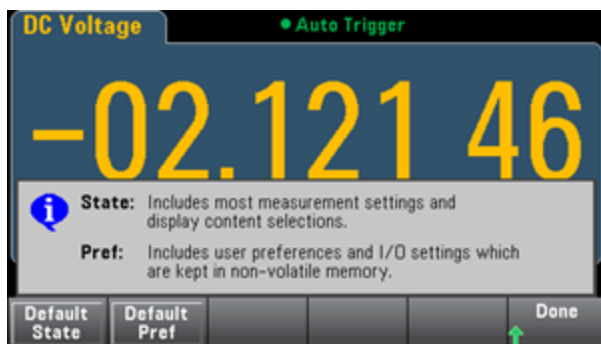 DC Voltage
Auto Trigger
-02.121 46
State: Includes most measurement settings and
display content selections.
Pref: Includes user preferences and I/O settings which
are kept in non-volatile memory.
Default
State
Default
Pref
Done